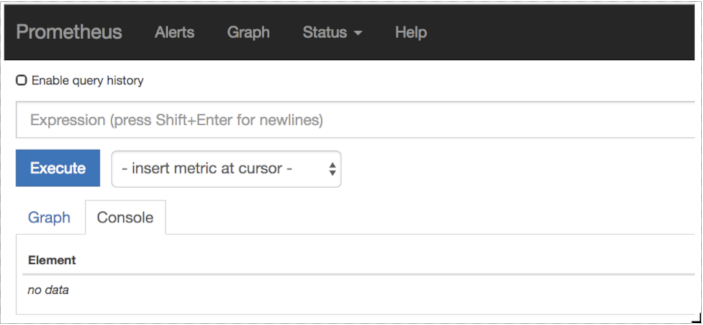 Prometheus Alerts Graph Status Help
Enable query history
Expression (press Shift+Enter for newlines)
Execute - insert metric at cursor -
Graph Console
Element
no data